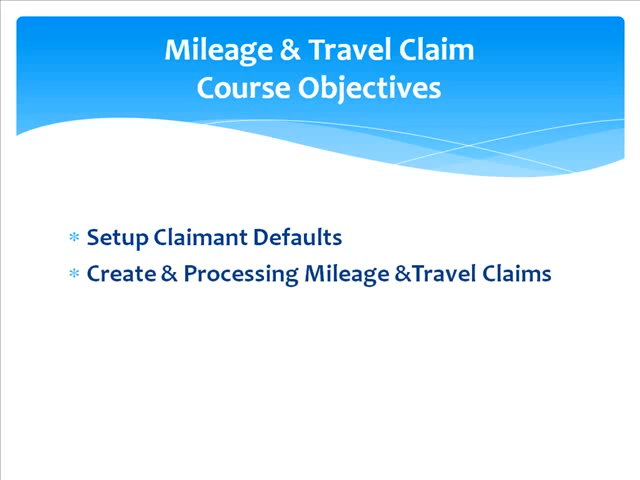 Mileage & Travel Claim
Course Objectives
* Setup Claimant Defaults
* Create & Processing Mileage &Travel Claims